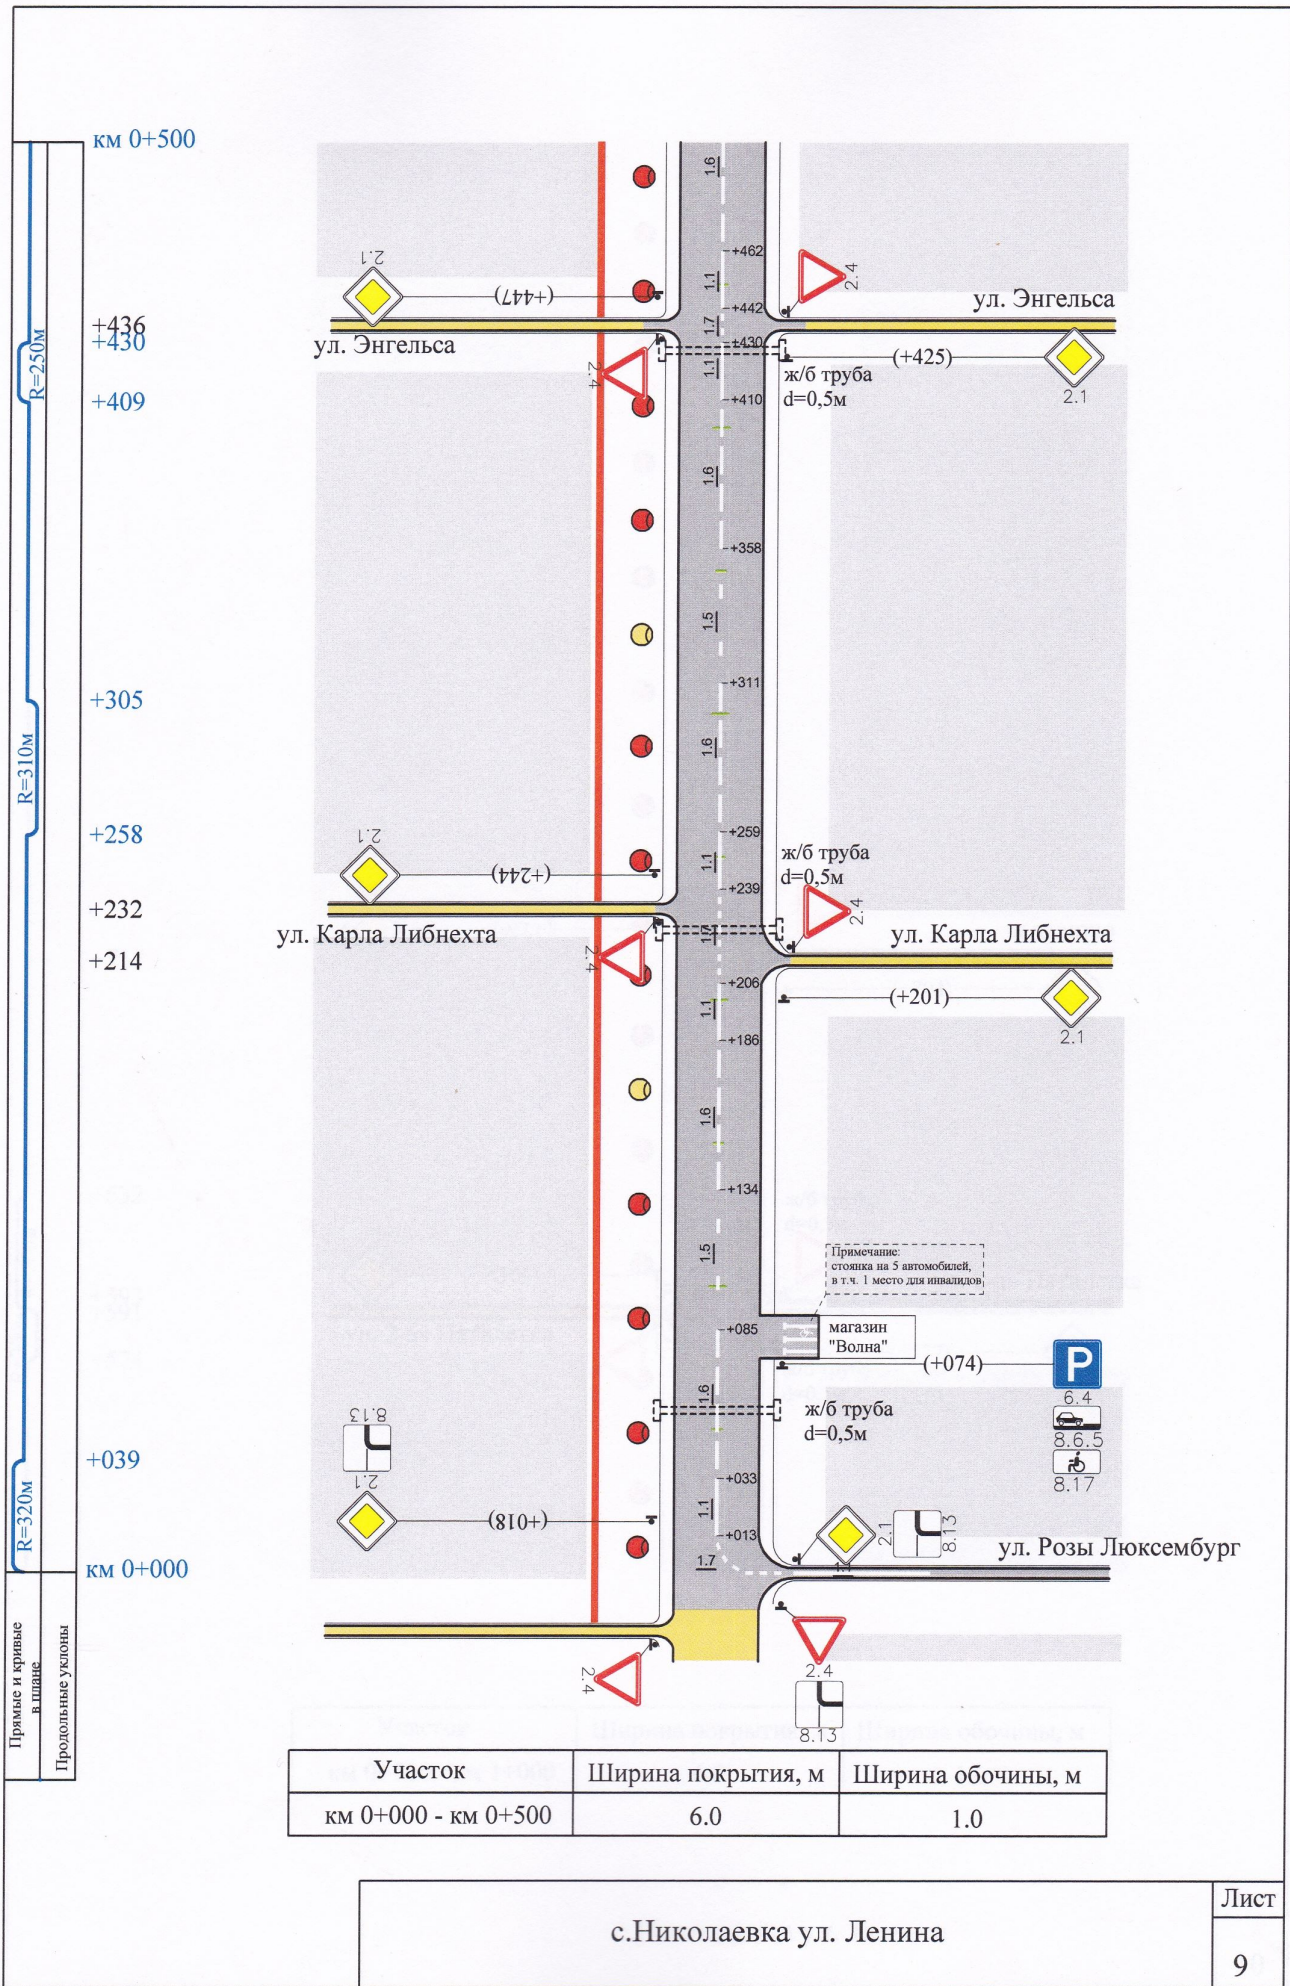 км 0+500
1.6
+462
2.1
2.4
1.1
(+447)
ул. Энгельса
+442
+436
1.7
+430
ул. Энгельса
+430
R=250м
2.4
(+425)
1.1
ж/б труба
d=0,5м
2.1
+409
+410
1.6
+358
1.5
+305
+311
1.6
R=310м
+258
+259
2.1
ж/б труба
1.1
d=0,5м
(+244)
+239
+232
2.4
ул. Карла Либнехта
1.7
ул. Карла Либнехта
+214
2.4
+206
(+201)
1.1
2.1
+186
1.6
+134
Примечание:
стоянка на 5 автомобилей,
в т.ч. 1 место для инвалидов
1.5
+085
магазин
"Волна"
(+074)
P
1.6
6.4
8.13
ж/б труба
d=0,5м
8.6.5
+039
2.1
+033
8.17
1.1
R=320м
(+018)
+013
2.1
8.13
ул. Розы Люксембург
км 0+000
1.7
1.1
Прямые и кривые
в плане
Продольные уклоны
2.4
2.4
8.13
Участок Ширина покрытия, м Ширина обочины, м
км 0+000 - км 0+500 6.0 1.0
с.Николаевка ул. Ленина
Лист
9